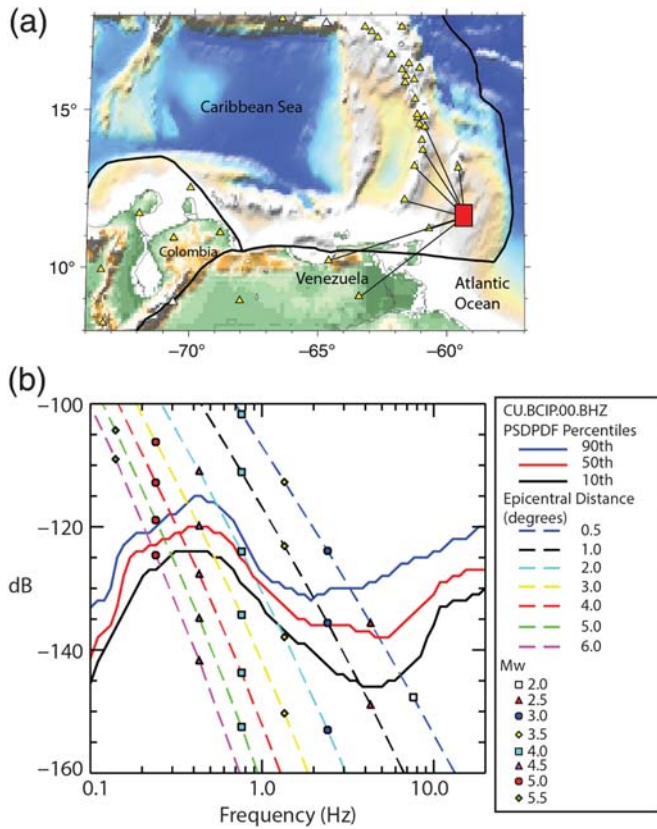 (a)
15°
Caribbean Sea
Colombia
10°
Venezuela
Atlantic
Ocean
−70°
−65°
−60°
(b)
−100
−120
dB
−140
−160
0.1
1.0
10.0
Frequency (Hz)
CU.BCIP.00.BHZ
PSDPDF Percentiles
90th
50th
10th
Epicentral Distance
(degrees)
0.5
1.0
2.0
3.0
4.0
5.0
6.0
Mw
2.0
2.5
3.0
3.5
4.0
4.5
5.0
5.5